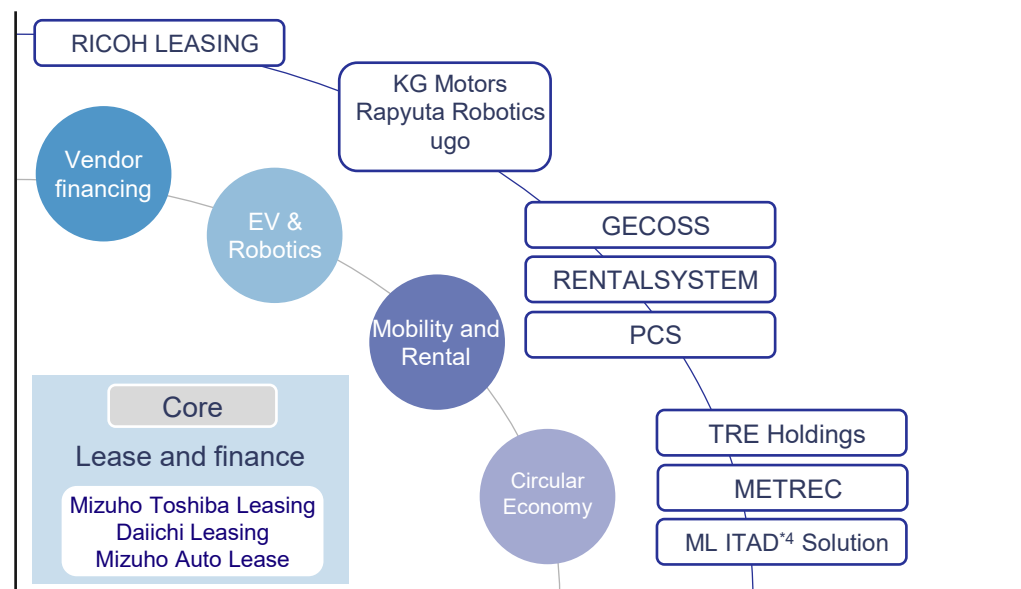 RICOH LEASING
KG Motors
Rapyuta Robotics
ugo
Vendor
financing
EV &
Robotics
GECOSS
RENTALSYSTEM
PCS
Mobility and
Rental
Core
Lease and finance
Mizuho Toshiba Leasing
Daiichi Leasing
Mizuho Auto Lease
Circular
Economy
TRE Holdings
METREC
ML ITAD*4 Solution